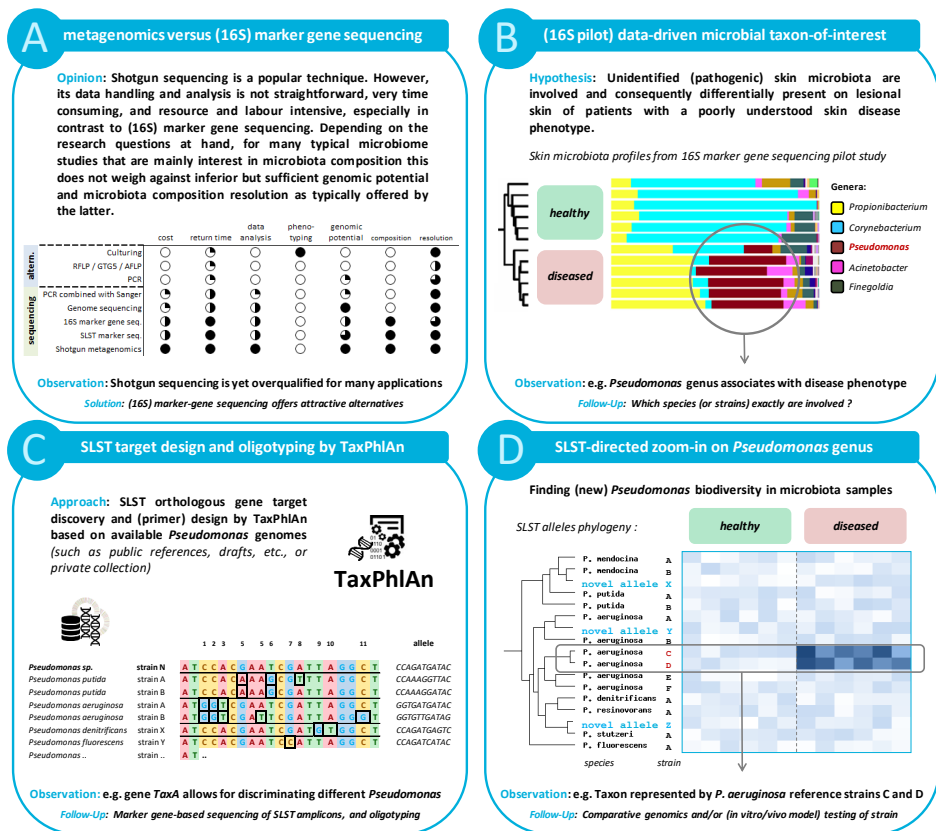 A
metagenomics versus (16S) marker gene sequencing
Opinion: Shotgun sequencing is a popular technique. However,
its data handling and analysis is not straightforward, very time
consuming, and resource and labour intensive, especially in
contrast to (16S) marker gene sequencing. Depending on the
research questions at hand, for many typical microbiome
studies that are mainly interest in microbiota composition this
does not weigh against inferior but sufficient genomic potential
and microbiota composition resolution as typically offered by
the latter.
cost return time data analysis pheno-typing genomic potential composition resolution
altern.
Culturing
RFLP / GTG5 / AFLP
PCR
sequencing
PCR combined with Sanger
Genome sequencing
16S marker gene seq.
SLST marker seq.
Shotgun metagenomics
Observation: Shotgun sequencing is yet overqualified for many applications
Solution: (16S) marker-gene sequencing offers attractive alternatives
B
(16S pilot) data-driven microbial taxon-of-interest
Hypothesis: Unidentified (pathogenic) skin microbiota are
involved and consequently differentially present on lesional
skin of patients with a poorly understood skin disease
phenotype.
Skin microbiota profiles from 16S marker gene sequencing pilot study
healthy
diseased
Genera:
Propionibacterium
Corynebacterium
Pseudomonas
Acinetobacter
Finegoldia
Observation: e.g. Pseudomonas genus associates with disease phenotype
Follow-Up: Which species (or strains) exactly are involved ?
C
SLST target design and oligotyping by TaxPhlAn
Approach: SLST orthologous gene target
discovery and (primer) design by TaxPhlAn
based on available Pseudomonas genomes
(such as public references, drafts, etc., or
private collection)
TaxPhlAn
1 2 3 4 5 6 7 8 9 10 11 allele
Pseudomonas sp. strain N A T C C A C G A A T C G A T T A G G C T CCAGATGATAC
Pseudomonas putida strain A A T C C A C A A A G C G T T T A G G C T CCAAAGGTTAC
Pseudomonas putida strain B A T C C A C A A A G C G A T T A G G C T CCAAAGGATAC
Pseudomonas aeruginosa strain A A T G G T C G A A T C G A T T A G G C T GGTGATGATAC
Pseudomonas aeruginosa strain B A T G G T C G A T T C G A T T A G G G T GGTGTTGATAG
Pseudomonas denitrificans strain X A T C C A C G A A T C G A T G T G G C T CCAGATGAGTC
Pseudomonas fluorescens strain Y A T C C A C G A A T C C A T T A G G C T CCAGATCATAC
Pseudomonas .. strain .. A T ..
Observation: e.g. gene TaxA allows for discriminating different Pseudomonas
Follow-Up: Marker gene-based sequencing of SLST amplicons, and oligotyping
D
SLST-directed zoom-in on Pseudomonas genus
Finding (new) Pseudomonas biodiversity in microbiota samples
SLST alleles phylogeny :
healthy
diseased
P. mendocina A
P. mendocina B
novel allele X
P. putida A
P. putida B
P. aeruginosa A
novel allele Y
P. aeruginosa B
P. aeruginosa C
P. aeruginosa D
P. aeruginosa E
P. aeruginosa F
P. denitrificans A
P. resinovorans A
novel allele Z
P. stutzeri A
P. fluorescens A
species strain
Observation: e.g. Taxon represented by P. aeruginosa reference strains C and D
Follow-Up: Comparative genomics and/or (in vitro/vivo model) testing of strain